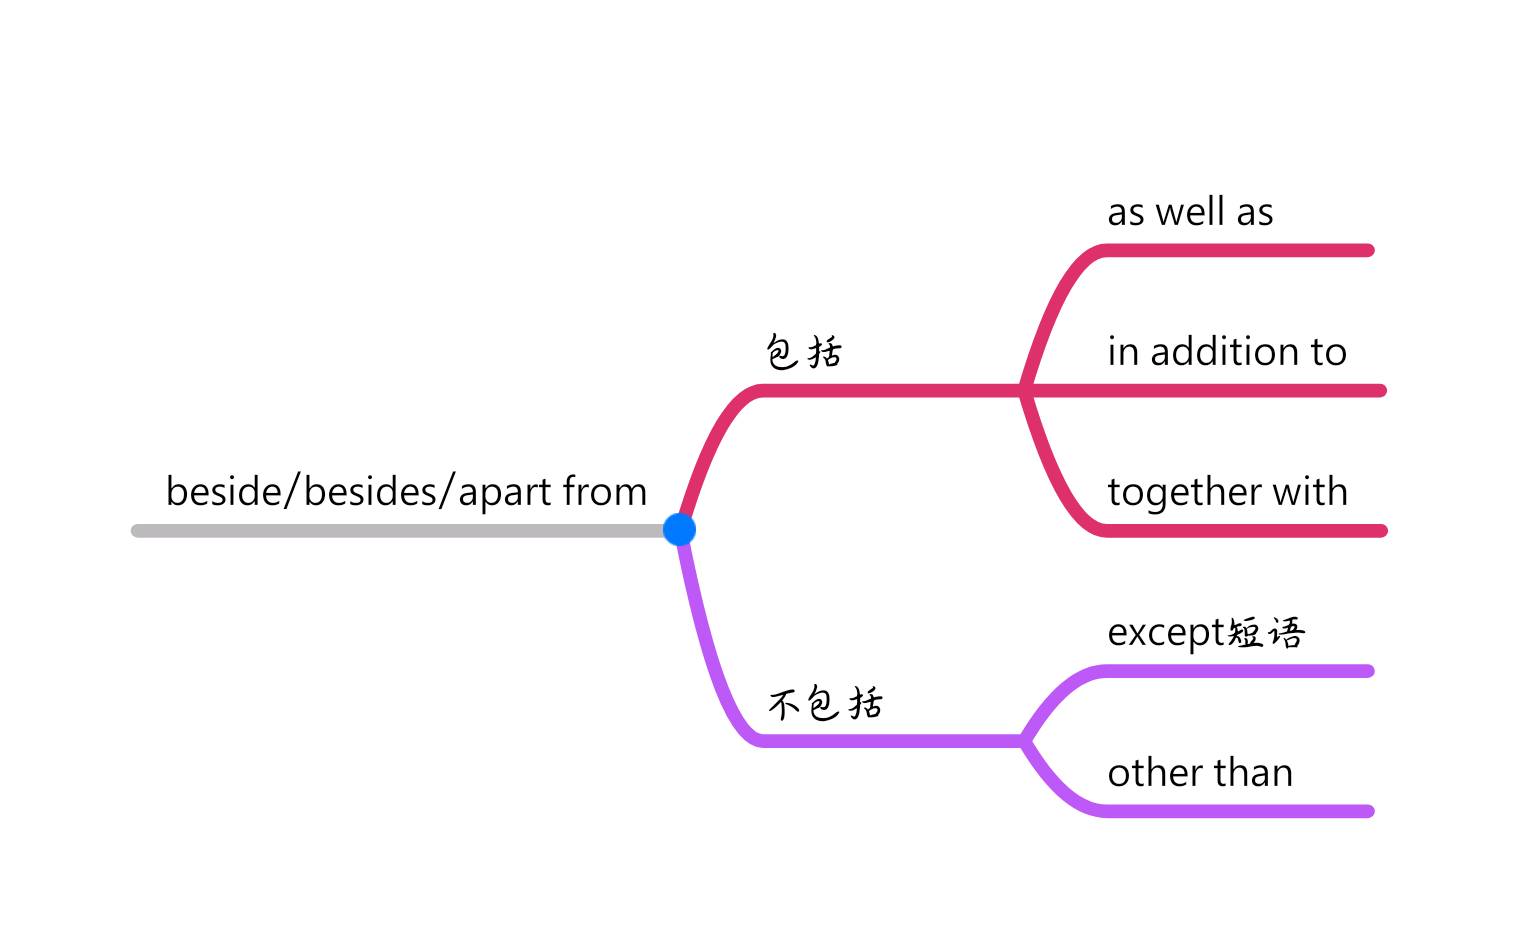 beside/besides/apart from
包括
as well as
in addition to
together with
不包括
except短语
other than